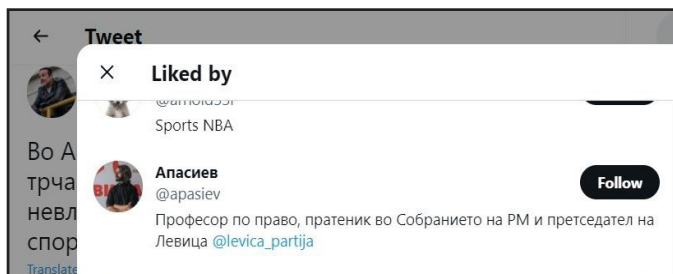 Tweet
Liked by
Sports NBA
Во А
трча
невл
спор
Translate
Апасиев
@apasiev
Follow
Професор по право, пратеник во Собранието на РМ и претседател на
Левица @levica_partija